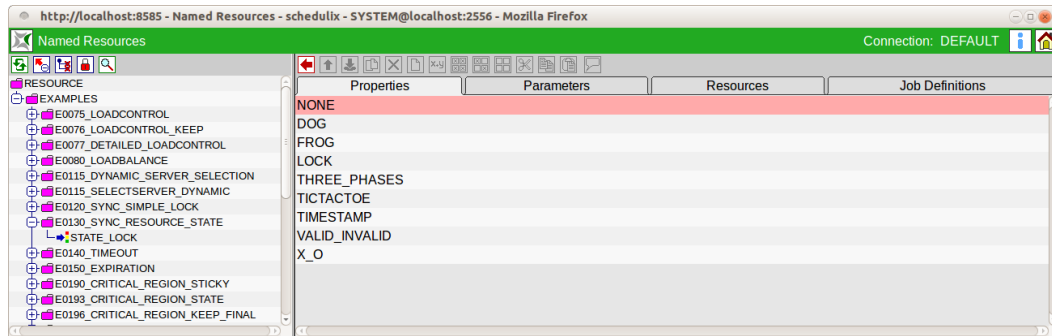 http://localhost:8585 - Named Resources - schedulix - SYSTEM@localhost:2556 - Mozilla Firefox
Named Resources
Connection: DEFAULT
RESOURCE
EXAMPLES
E0075_LOADCONTROL
E0076_LOADCONTROL_KEEP
E0077_DETAILED_LOADCONTROL
E0080_LOADBALANCE
E0115_DYNAMIC_SERVER_SELECTION
E0115_SELECTSERVER_DYNAMIC
E0120_SYNC_SIMPLE_LOCK
E0130_SYNC_RESOURCE_STATE
STATE_LOCK
E0140_TIMEOUT
E0150_EXPIRATION
E0190_CRITICAL_REGION_STICKY
E0193_CRITICAL_REGION_STATE
E0196_CRITICAL_REGION_KEEP_FINAL
Properties Parameters Resources Job Definitions
NONE
DOG
FROG
LOCK
THREE_PHASES
TICTACTOE
TIMESTAMP
VALID_INVALID
X_O